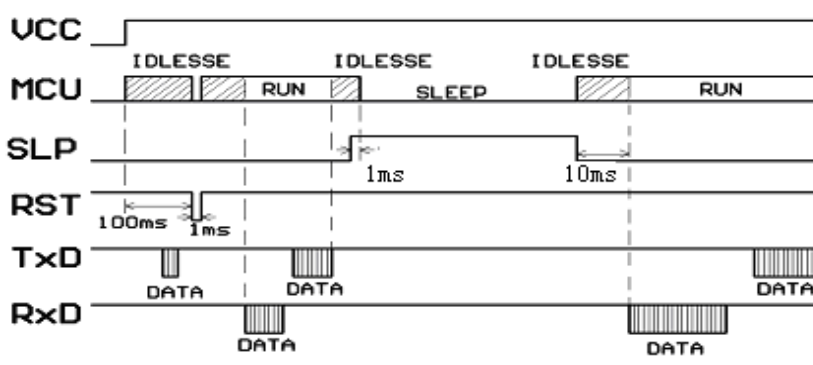 VCC
IDLESSE IDLESSE IDLESSE
MCU RUN SLEEP RUN
SLP
1ms 10ms
RST
100ms 1ms
TxD
DATA DATA DATA
RxD
DATA DATA